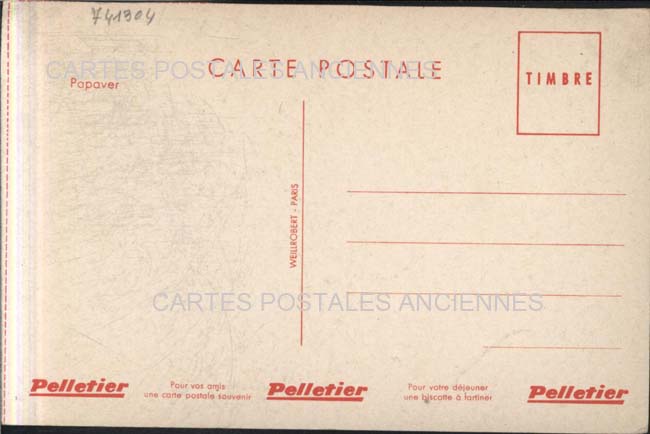 741304
CARTES POSTALES ANCIENNES
CARTE POSTALE
TIMBRE
Papaver
WEILLROBERT - PARIS
CARTES POSTALES ANCIENNES
Pelletier
Pour vos amis
une carte postale souvenir
Pelletier
Pour votre déjeuner
une biscotte à tartiner
Pelletier